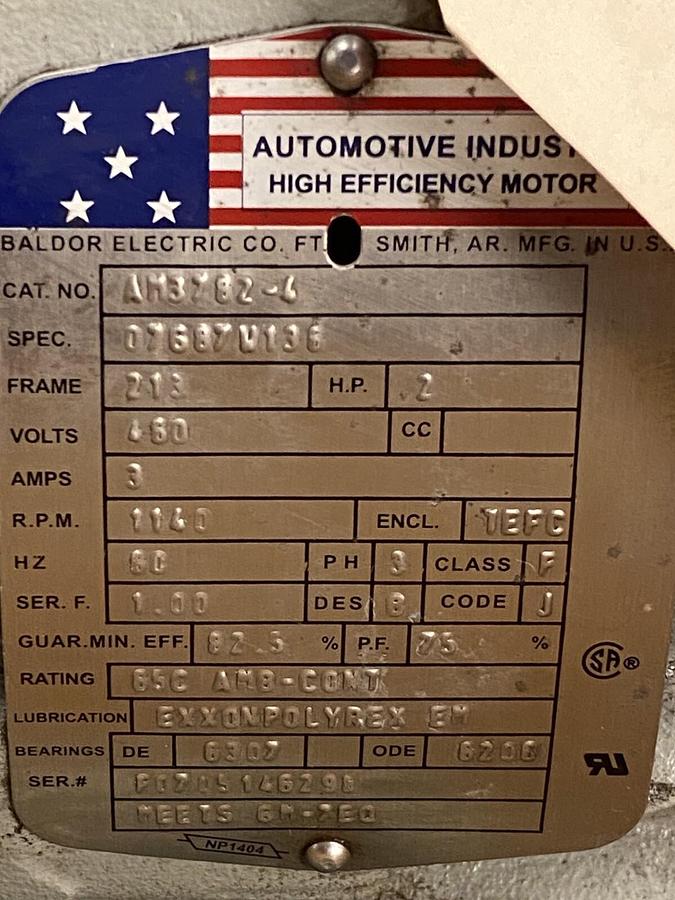 AUTOMOTIVE INDUST
HIGH EFFICIENCY MOTOR
BALDOR ELECTRIC CO. FT. SMITH, AR. MFG. IN U.S.
CAT. NO. AM3782-4
SPEC. 07687V136
FRAME 213 H.P. 2
VOLTS 460 CC
AMPS 3
R.P.M. 1140 ENCL. TEFC
HZ 60 PH 3 CLASS F
SER. F. 1.00 DES B CODE J
GUAR.MIN. EFF. 82.5 % P.F. 75 %
RATING 65C AMB-CONT
LUBRICATION EXXONPOLYREX EM
BEARINGS DE 6307 ODE 6206
SER.#
MEETS GM-7EQ
NP1404
SA®